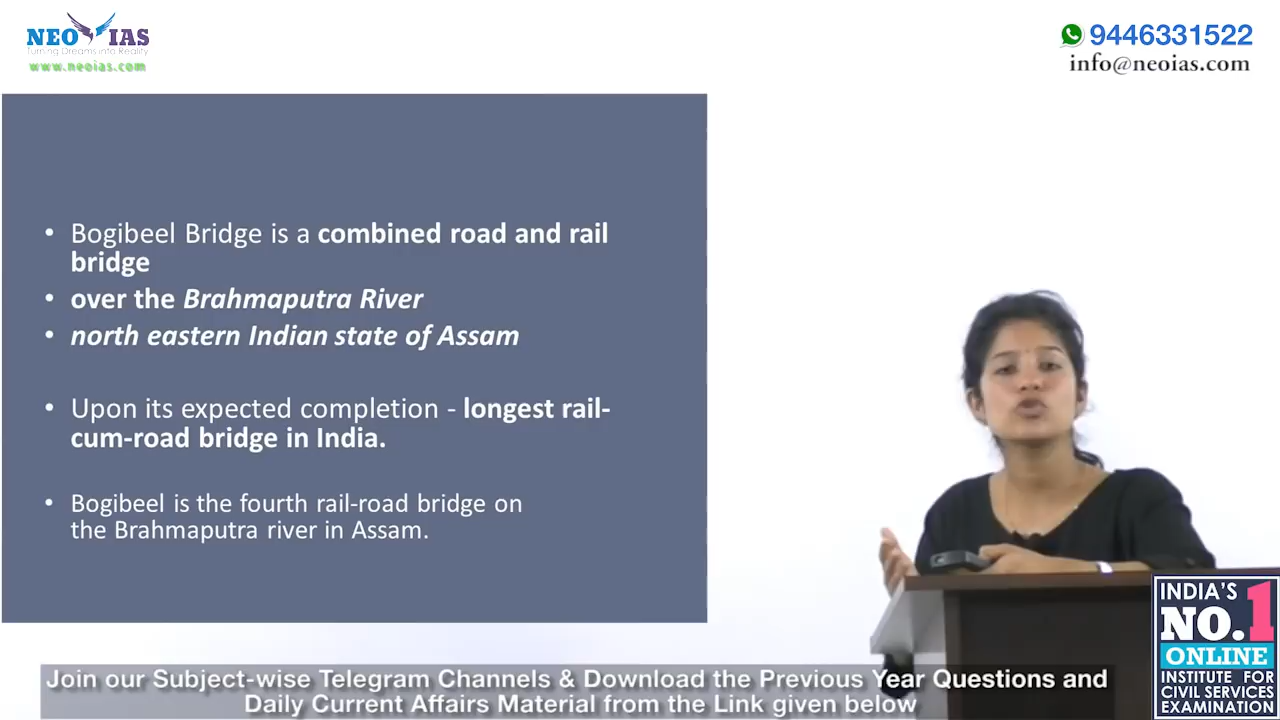 NEO IAS
Turning Dreams into Reality
www.neoias.com
9446331522
info@neoias.com
• Bogibeel Bridge is a combined road and rail
bridge
• over the Brahmaputra River
• north eastern Indian state of Assam
• Upon its expected completion - longest rail-
cum-road bridge in India.
• Bogibeel is the fourth rail-road bridge on
the Brahmaputra river in Assam.
INDIA'S
NO.1
ONLINE
INSTITUTE FOR
CIVIL SERVICES
EXAMINATION
Join our Subject-wise Telegram Channels & Download the Previous Year Questions and
Daily Current Affairs Material from the Link given below